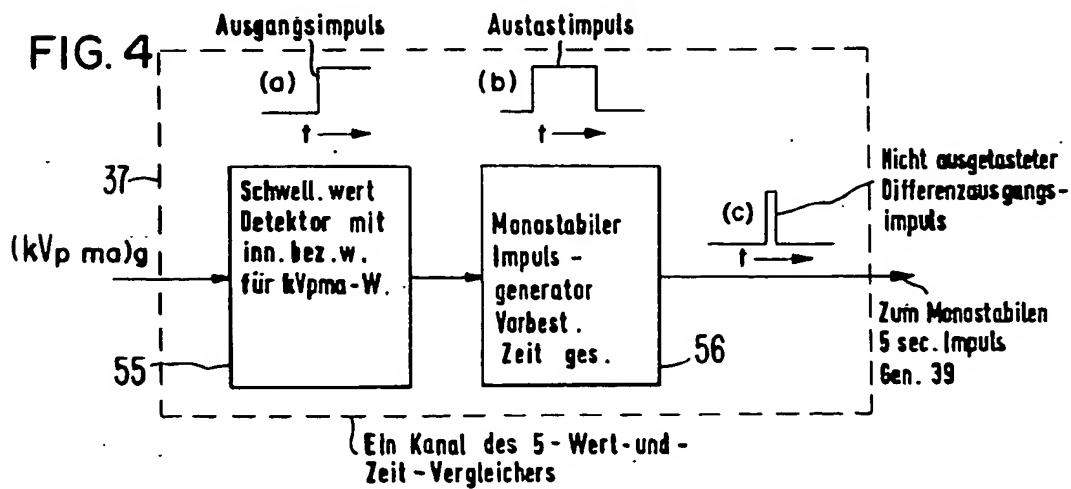 FIG. 4
Ausgangsimpuls
Austastimpuls
(a)
(b)
t
t
37
(kVp ma)g
Schwell.wert
Detektor mit
inn. bez. w.
für kVpma-W.
55
Monostabiler
Impuls-
generator
Vorbest.
Zeit ges.
56
(c)
t
Nicht ausgetasteter
Differenzausgangs-
impuls
Zum Monostabilen
5 sec. Impuls
Gen. 39
Ein Kanal des 5-Wert-und-
Zeit-Vergleichers